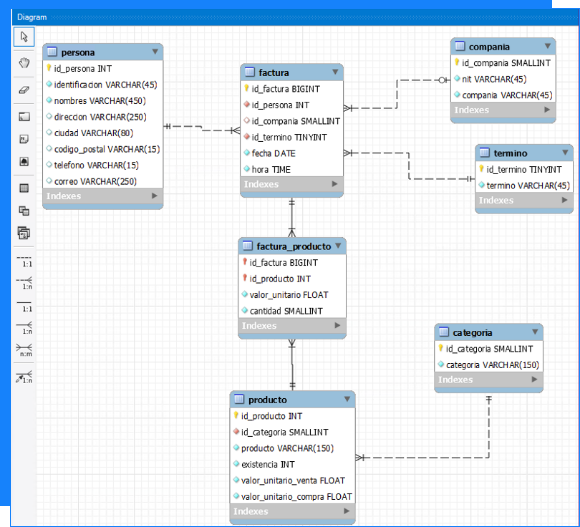 Diagram
persona
id_persona INT
identificacion VARCHAR(45)
nombres VARCHAR(450)
direccion VARCHAR(250)
ciudad VARCHAR(80)
codigo_postal VARCHAR(15)
telefono VARCHAR(15)
correo VARCHAR(250)
Indexes
factura
id_factura BIGINT
id_persona INT
id_compania SMALLINT
id_termino TINYINT
fecha DATE
hora TIME
Indexes
compania
id_compania SMALLINT
nit VARCHAR(45)
compania VARCHAR(45)
Indexes
termino
id_termino TINYINT
termino VARCHAR(45)
Indexes
factura_producto
id_factura BIGINT
id_producto INT
valor_unitario FLOAT
cantidad SMALLINT
Indexes
categoria
id_categoria SMALLINT
categoria VARCHAR(150)
Indexes
producto
id_producto INT
id_categoria SMALLINT
producto VARCHAR(150)
existencia INT
valor_unitario_venta FLOAT
valor_unitario_compra FLOAT
Indexes
1:1
1:n
1:1
1:n
n:m
1:n